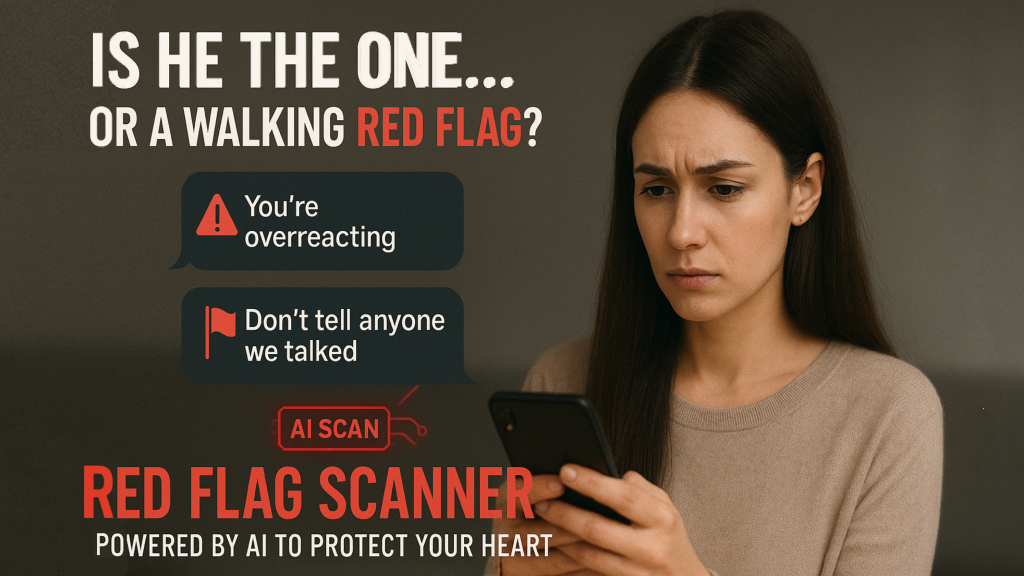 IS HE THE ONE...
OR A WALKING RED FLAG?
You're
overreacting
Don't tell anyone
we talked
AI SCAN
RED FLAG SCANNER
POWERED BY AI TO PROTECT YOUR HEART